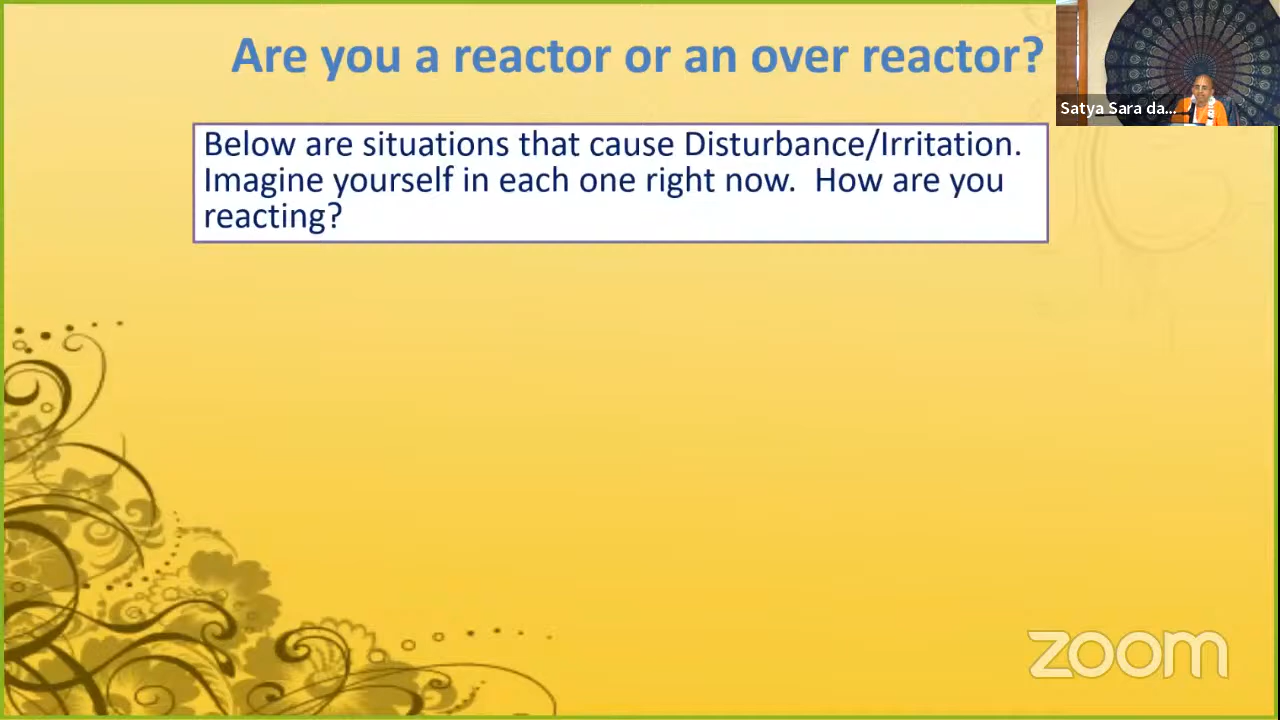 Are you a reactor or an over reactor?
Satya Sara da...
Below are situations that cause Disturbance/Irritation.
Imagine yourself in each one right now.  How are you
reacting?
zoom